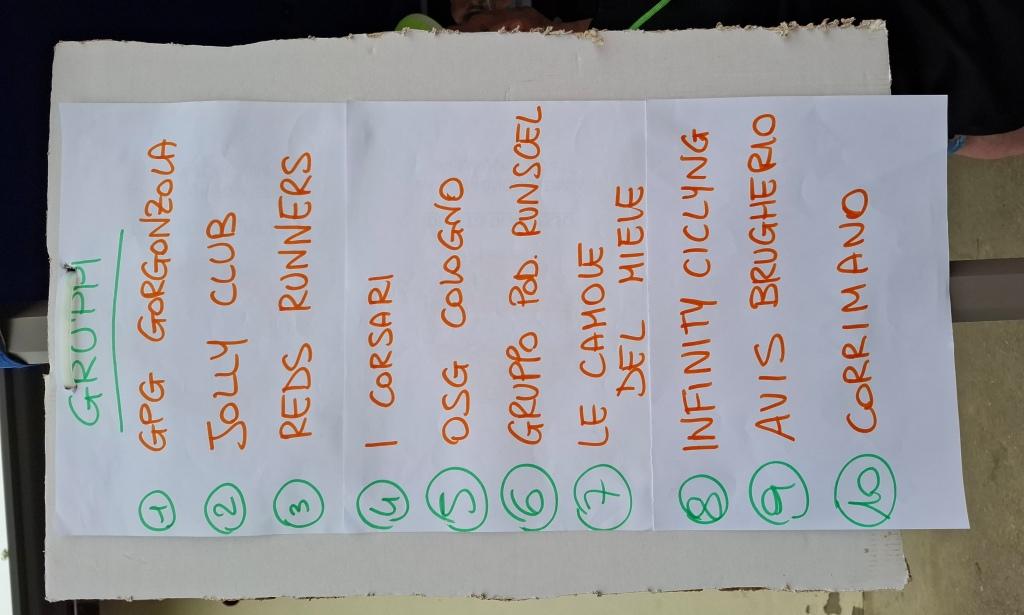 GRUPPI
1 GPG GORGONZOLA
2 JOLLY CLUB
3 REDS RUNNERS
4 I CORSARI
5 OSG COLOGNO
6 GRUPPO POD. RUNSCEL
7 LE CAMOLE
DEL MIELE
8 INFINITY CICLYNG
9 AVIS BRUGHERIO
10 CORRIMANO